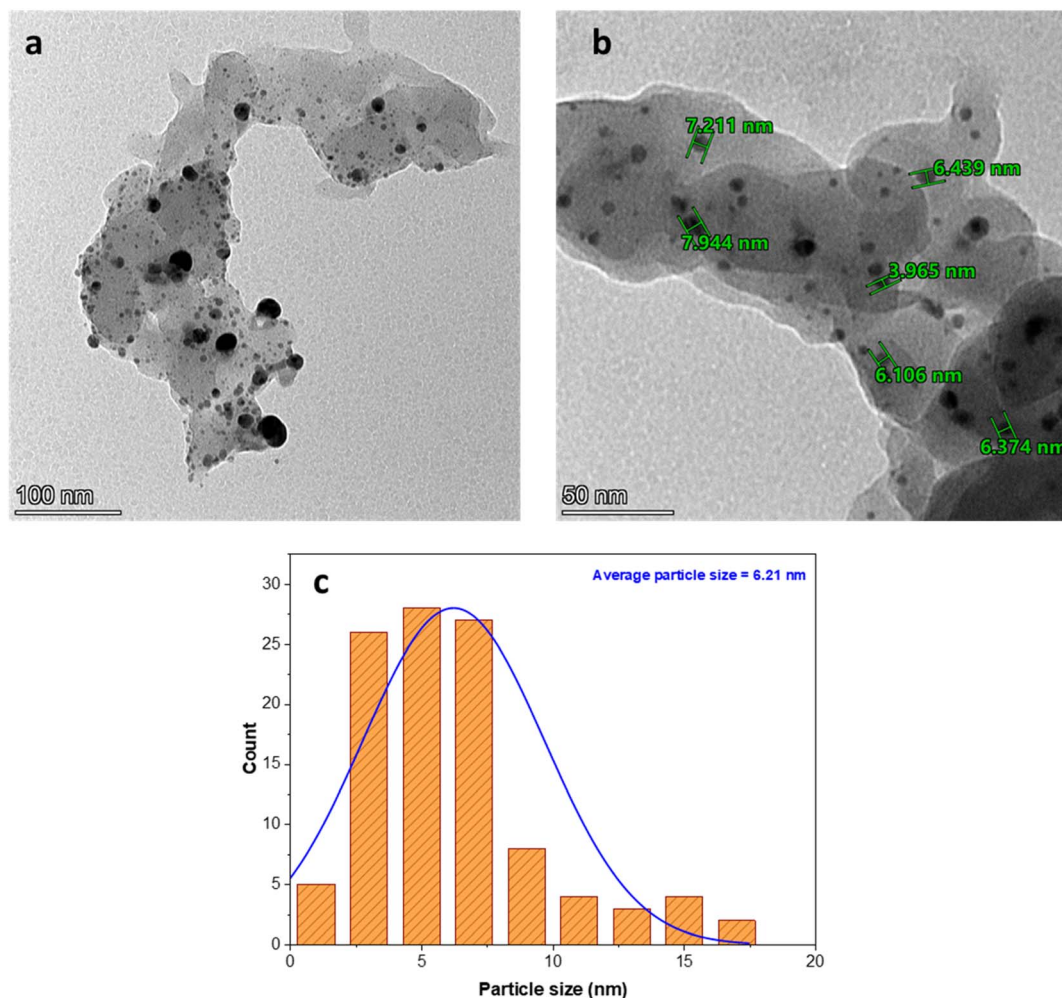 a
100 nm
b
7.211 nm
6.439 nm
7.944 nm
3.965 nm
6.106 nm
6.374 nm
50 nm
c
Average particle size = 6.21 nm
30
25
20
15
10
5
0
Count
0 5 10 15 20
Particle size (nm)